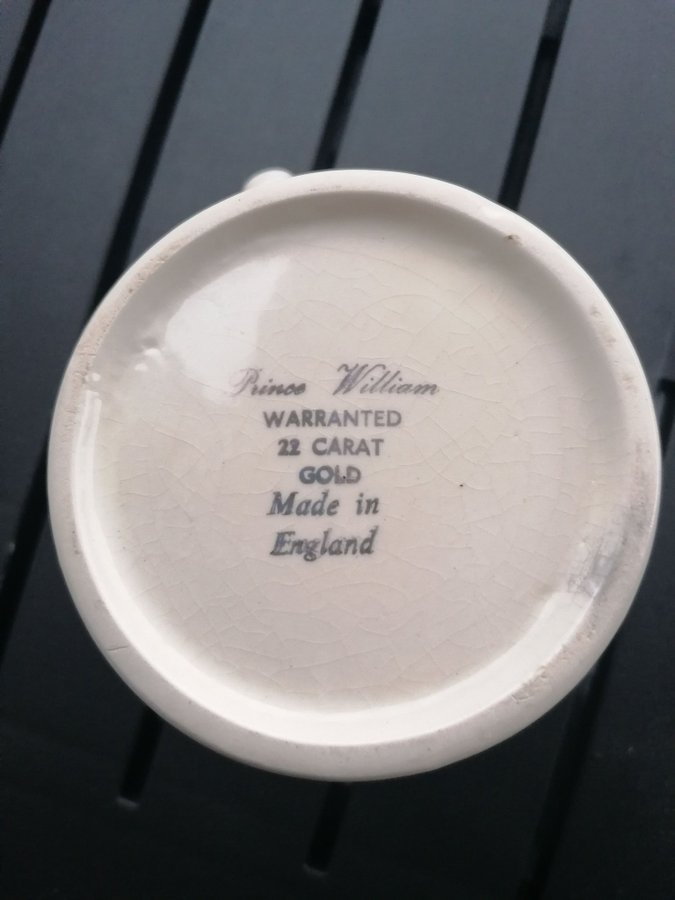 Prince William
WARRANTED
22 CARAT
GOLD
Made in
England